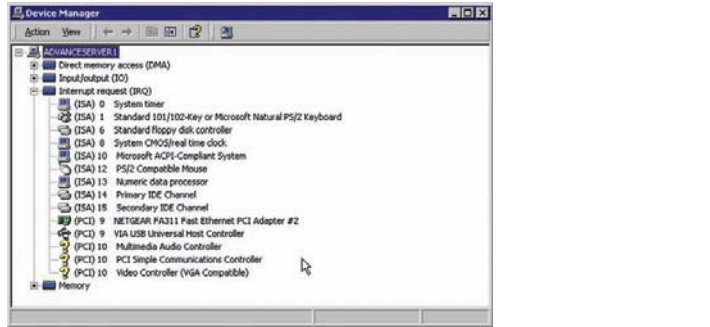 Device Manager
Action View
ADVANCESERVER1
Direct memory access (DMA)
Input/output (IO)
Interrupt request (IRQ)
(ISA) 0 System timer
(ISA) 1 Standard 101/102-Key or Microsoft Natural PS/2 Keyboard
(ISA) 6 Standard floppy disk controller
(ISA) 8 System CMOS/real time clock
(ISA) 10 Microsoft ACPI-Compliant System
(ISA) 12 PS/2 Compatible Mouse
(ISA) 13 Numeric data processor
(ISA) 14 Primary IDE Channel
(ISA) 15 Secondary IDE Channel
(PCI) 9 NETGEAR FA311 Fast Ethernet PCI Adapter #2
(PCI) 9 VIA USB Universal Host Controller
(PCI) 10 Multimedia Audio Controller
(PCI) 10 PCI Simple Communications Controller
(PCI) 10 Video Controller (VGA Compatible)
Memory